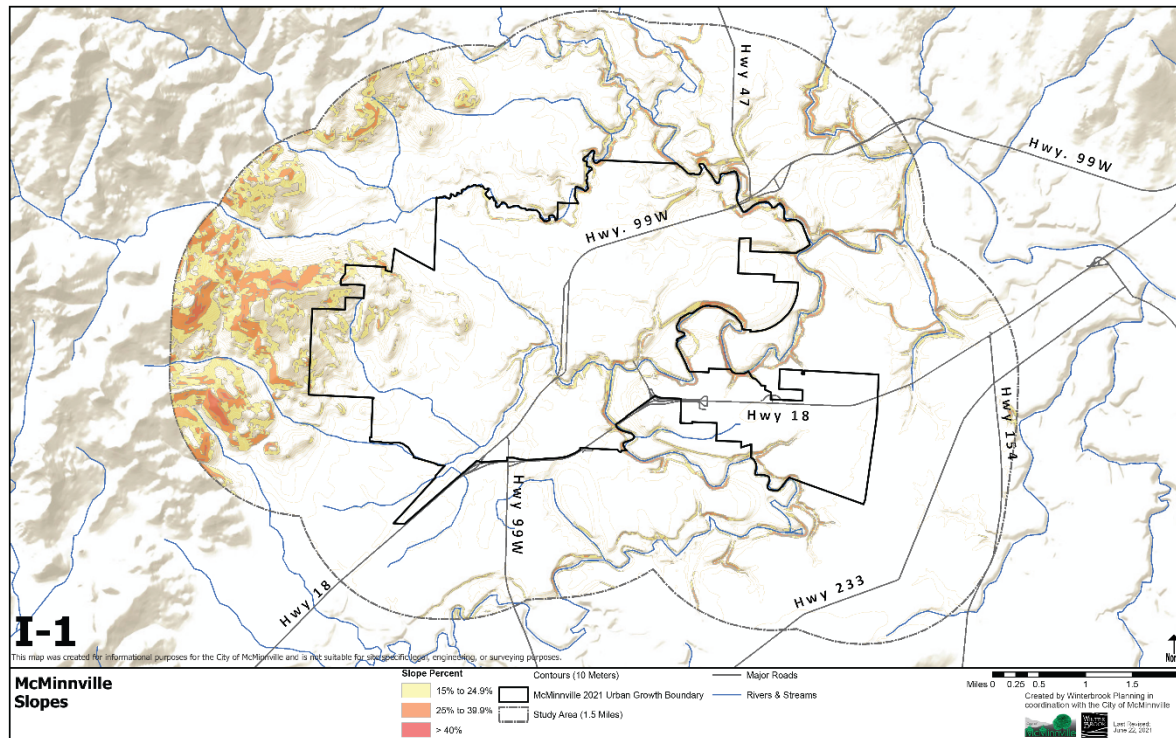 Hwy 47
Hwy. 99W
Hwy. 99W
Hwy 18
Hwy 154
Hwy 99W
Hwy 233
Hwy 18
I-1
This map was created for informational purposes for the City of McMinnville and is not suitable for site specific legal, engineering, or surveying purposes.
McMinnville
Slopes
Slope Percent
15% to 24.9%
25% to 39.9%
> 40%
Contours (10 Meters)
McMinnville 2021 Urban Growth Boundary
Study Area (1.5 Miles)
Major Roads
Rivers & Streams
Miles 0 0.25 0.5 1 1.5
Created by Winterbrook Planning in
coordination with the City of McMinnville
McMinnville
WINTER
BROOK
Last Revised:
June 22, 2021